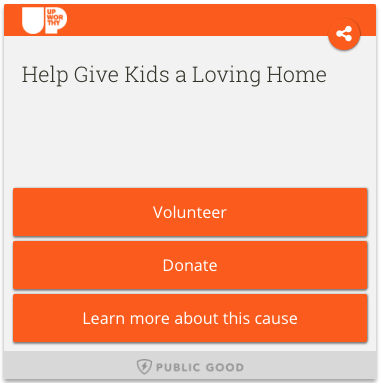 UP
UP
WOR
THY
Help Give Kids a Loving Home
Volunteer
Donate
Learn more about this cause
PUBLIC GOOD